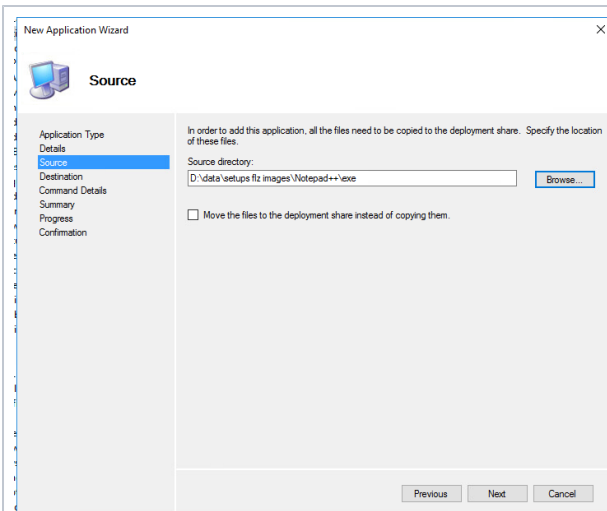 New Application Wizard
Source
Application Type
Details
Source
Destination
Command Details
Summary
Progress
Confirmation
In order to add this application, all the files need to be copied to the deployment share. Specify the location
of these files.
Source directory:
D:\data\setups flz images\Notepad++\exe
Browse...
Move the files to the deployment share instead of copying them.
Previous
Next
Cancel